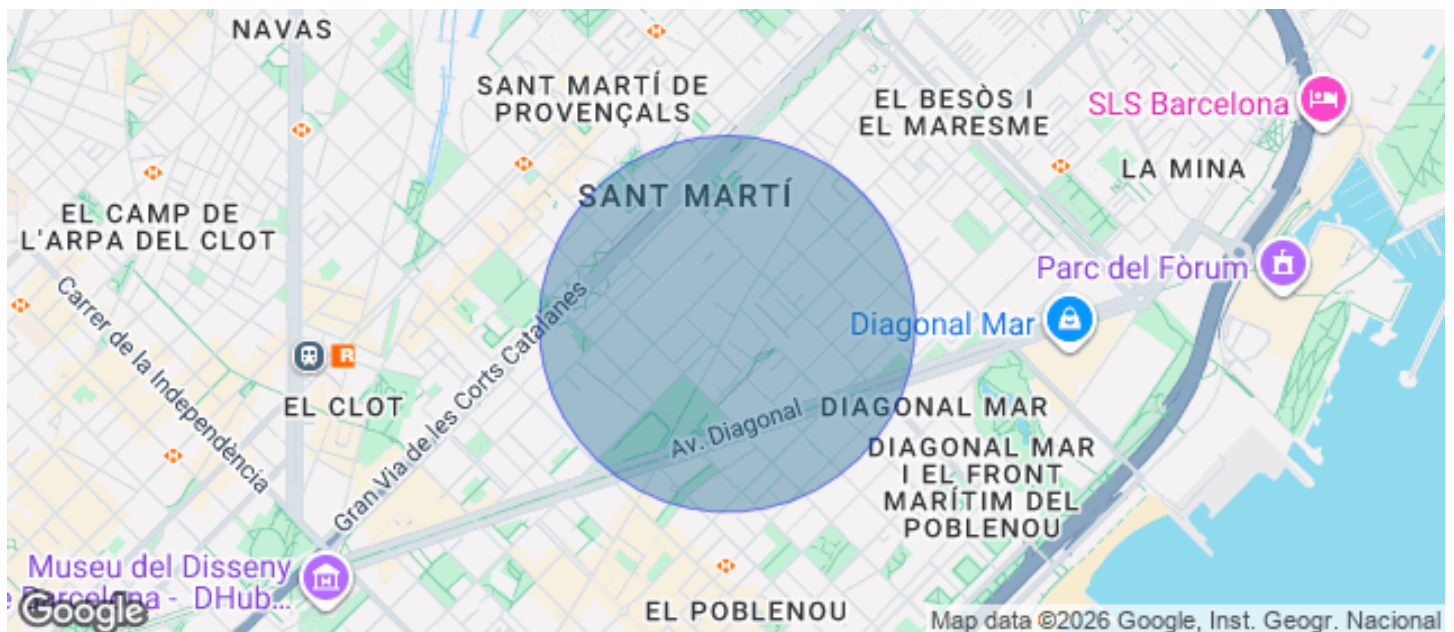 NAVAS
SANT MARTÍ DE
PROVENÇALS
EL BESÒS I
EL MARESME
SLS Barcelona
LA MINA
SANT MARTÍ
EL CAMP DE
L'ARPA DEL CLOT
Parc del Fòrum
Carrer de la Independència
Gran Via de les Corts Catalanes
Diagonal Mar
R
EL CLOT
Av. Diagonal
DIAGONAL MAR
DIAGONAL MAR
I EL FRONT
MARÍTIM DEL
POBLENOU
Museu del Disseny
Barcelona - DHub...
EL POBLENOU
Google
Map data ©2026 Google, Inst. Geogr. Nacional